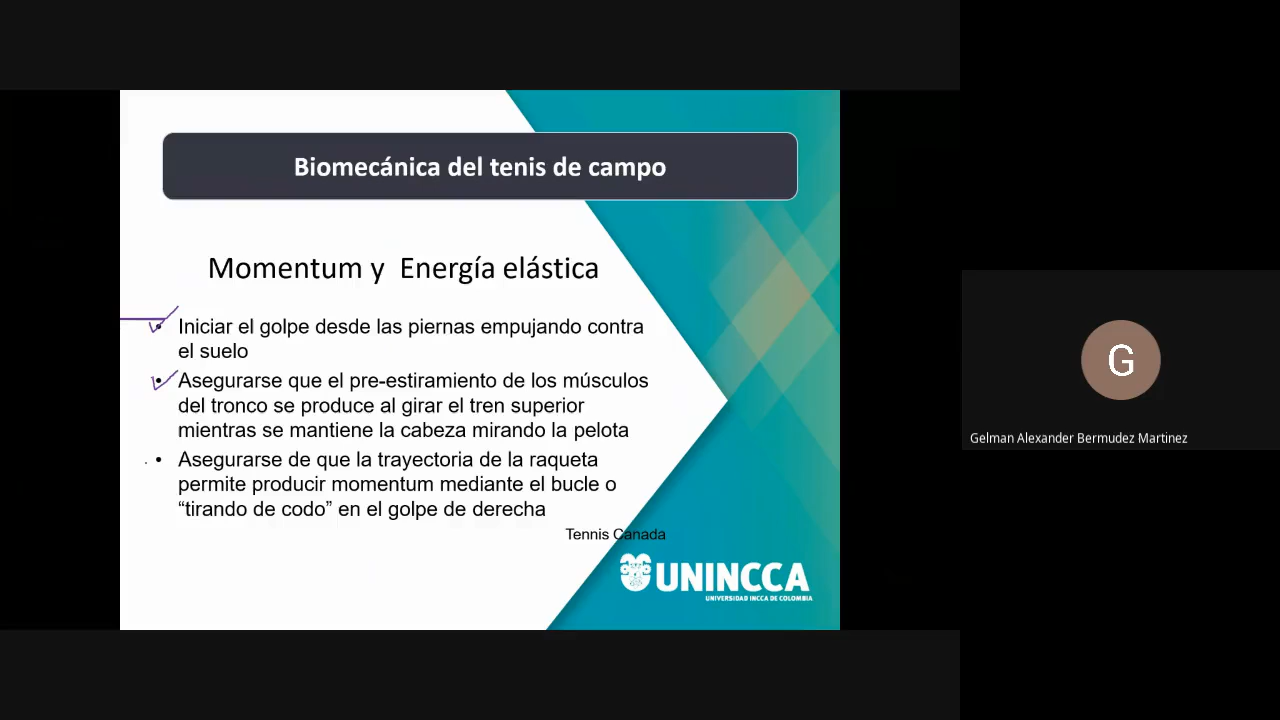 Biomecánica del tenis de campo
Momentum y Energía elástica
• Iniciar el golpe desde las piernas empujando contra
el suelo
• Asegurarse que el pre-estiramiento de los músculos
del tronco se produce al girar el tren superior
mientras se mantiene la cabeza mirando la pelota
• Asegurarse de que la trayectoria de la raqueta
permite producir momentum mediante el bucle o
“tirando de codo” en el golpe de derecha
Tennis Canada
UNINCCA
UNIVERSIDAD INCCA DE COLOMBIA
G
Gelman Alexander Bermudez Martinez